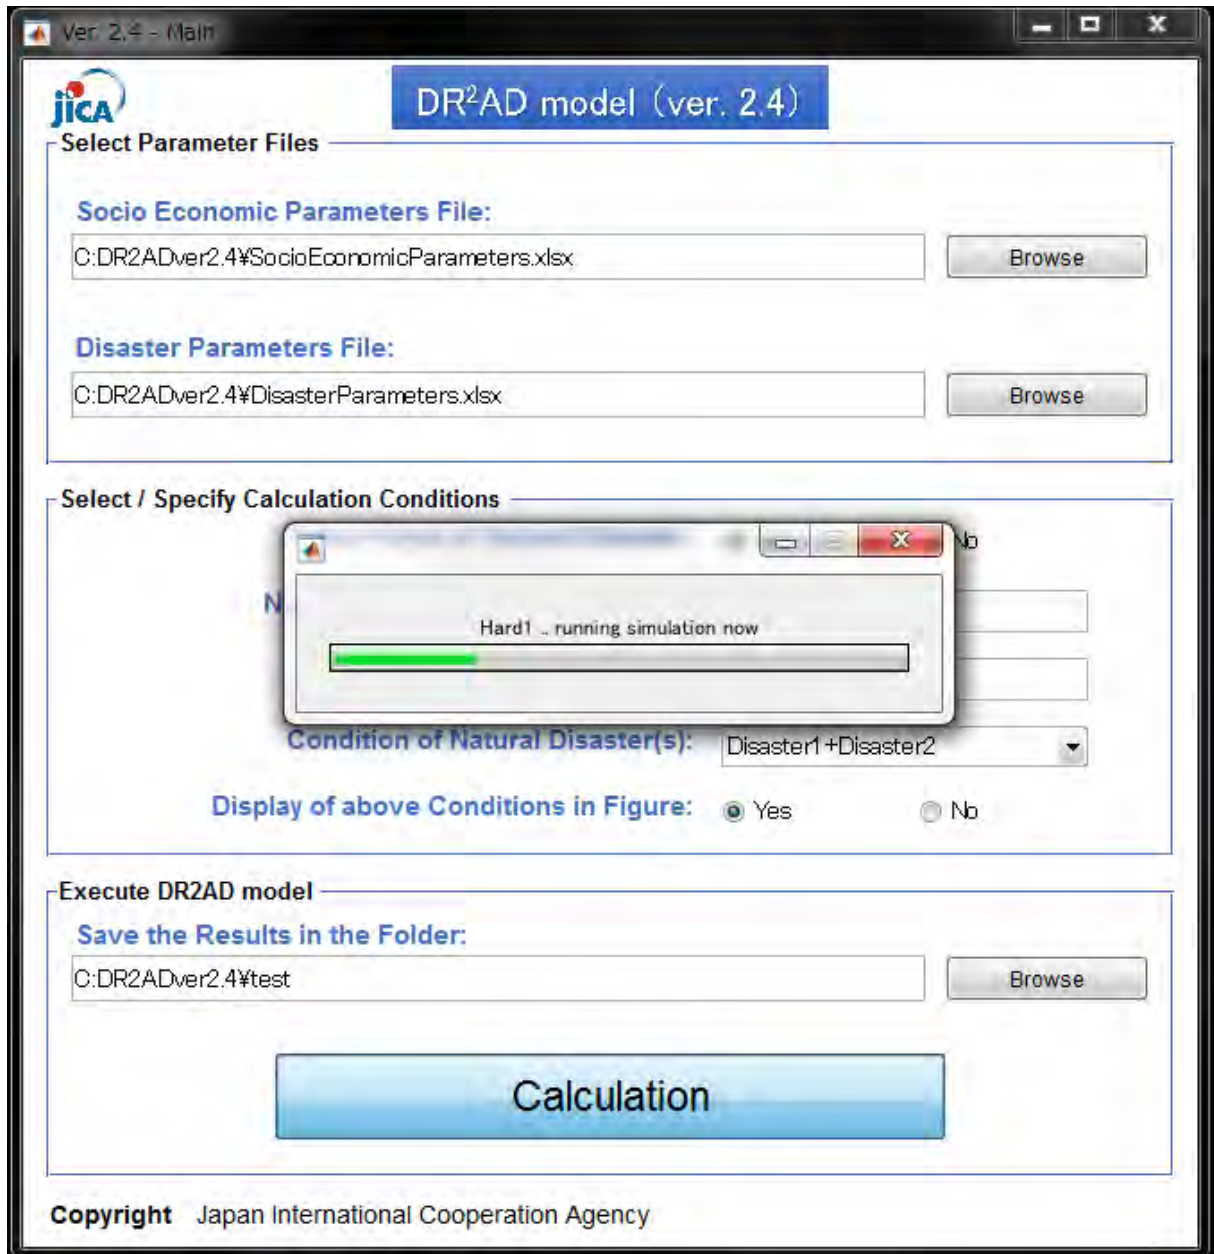 Ver. 2.4 - Main
JICA
DR²AD model (ver. 2.4)
Select Parameter Files
Socio Economic Parameters File:
C:DR2ADver2.4¥SocioEconomicParameters.xlsx Browse
Disaster Parameters File:
C:DR2ADver2.4¥DisasterParameters.xlsx Browse
Select / Specify Calculation Conditions
No
N
Hard1 .. running simulation now
Condition of Natural Disaster(s): Disaster1+Disaster2
Display of above Conditions in Figure: Yes No
Execute DR2AD model
Save the Results in the Folder:
C:DR2ADver2.4¥test Browse
Calculation
Copyright Japan International Cooperation Agency